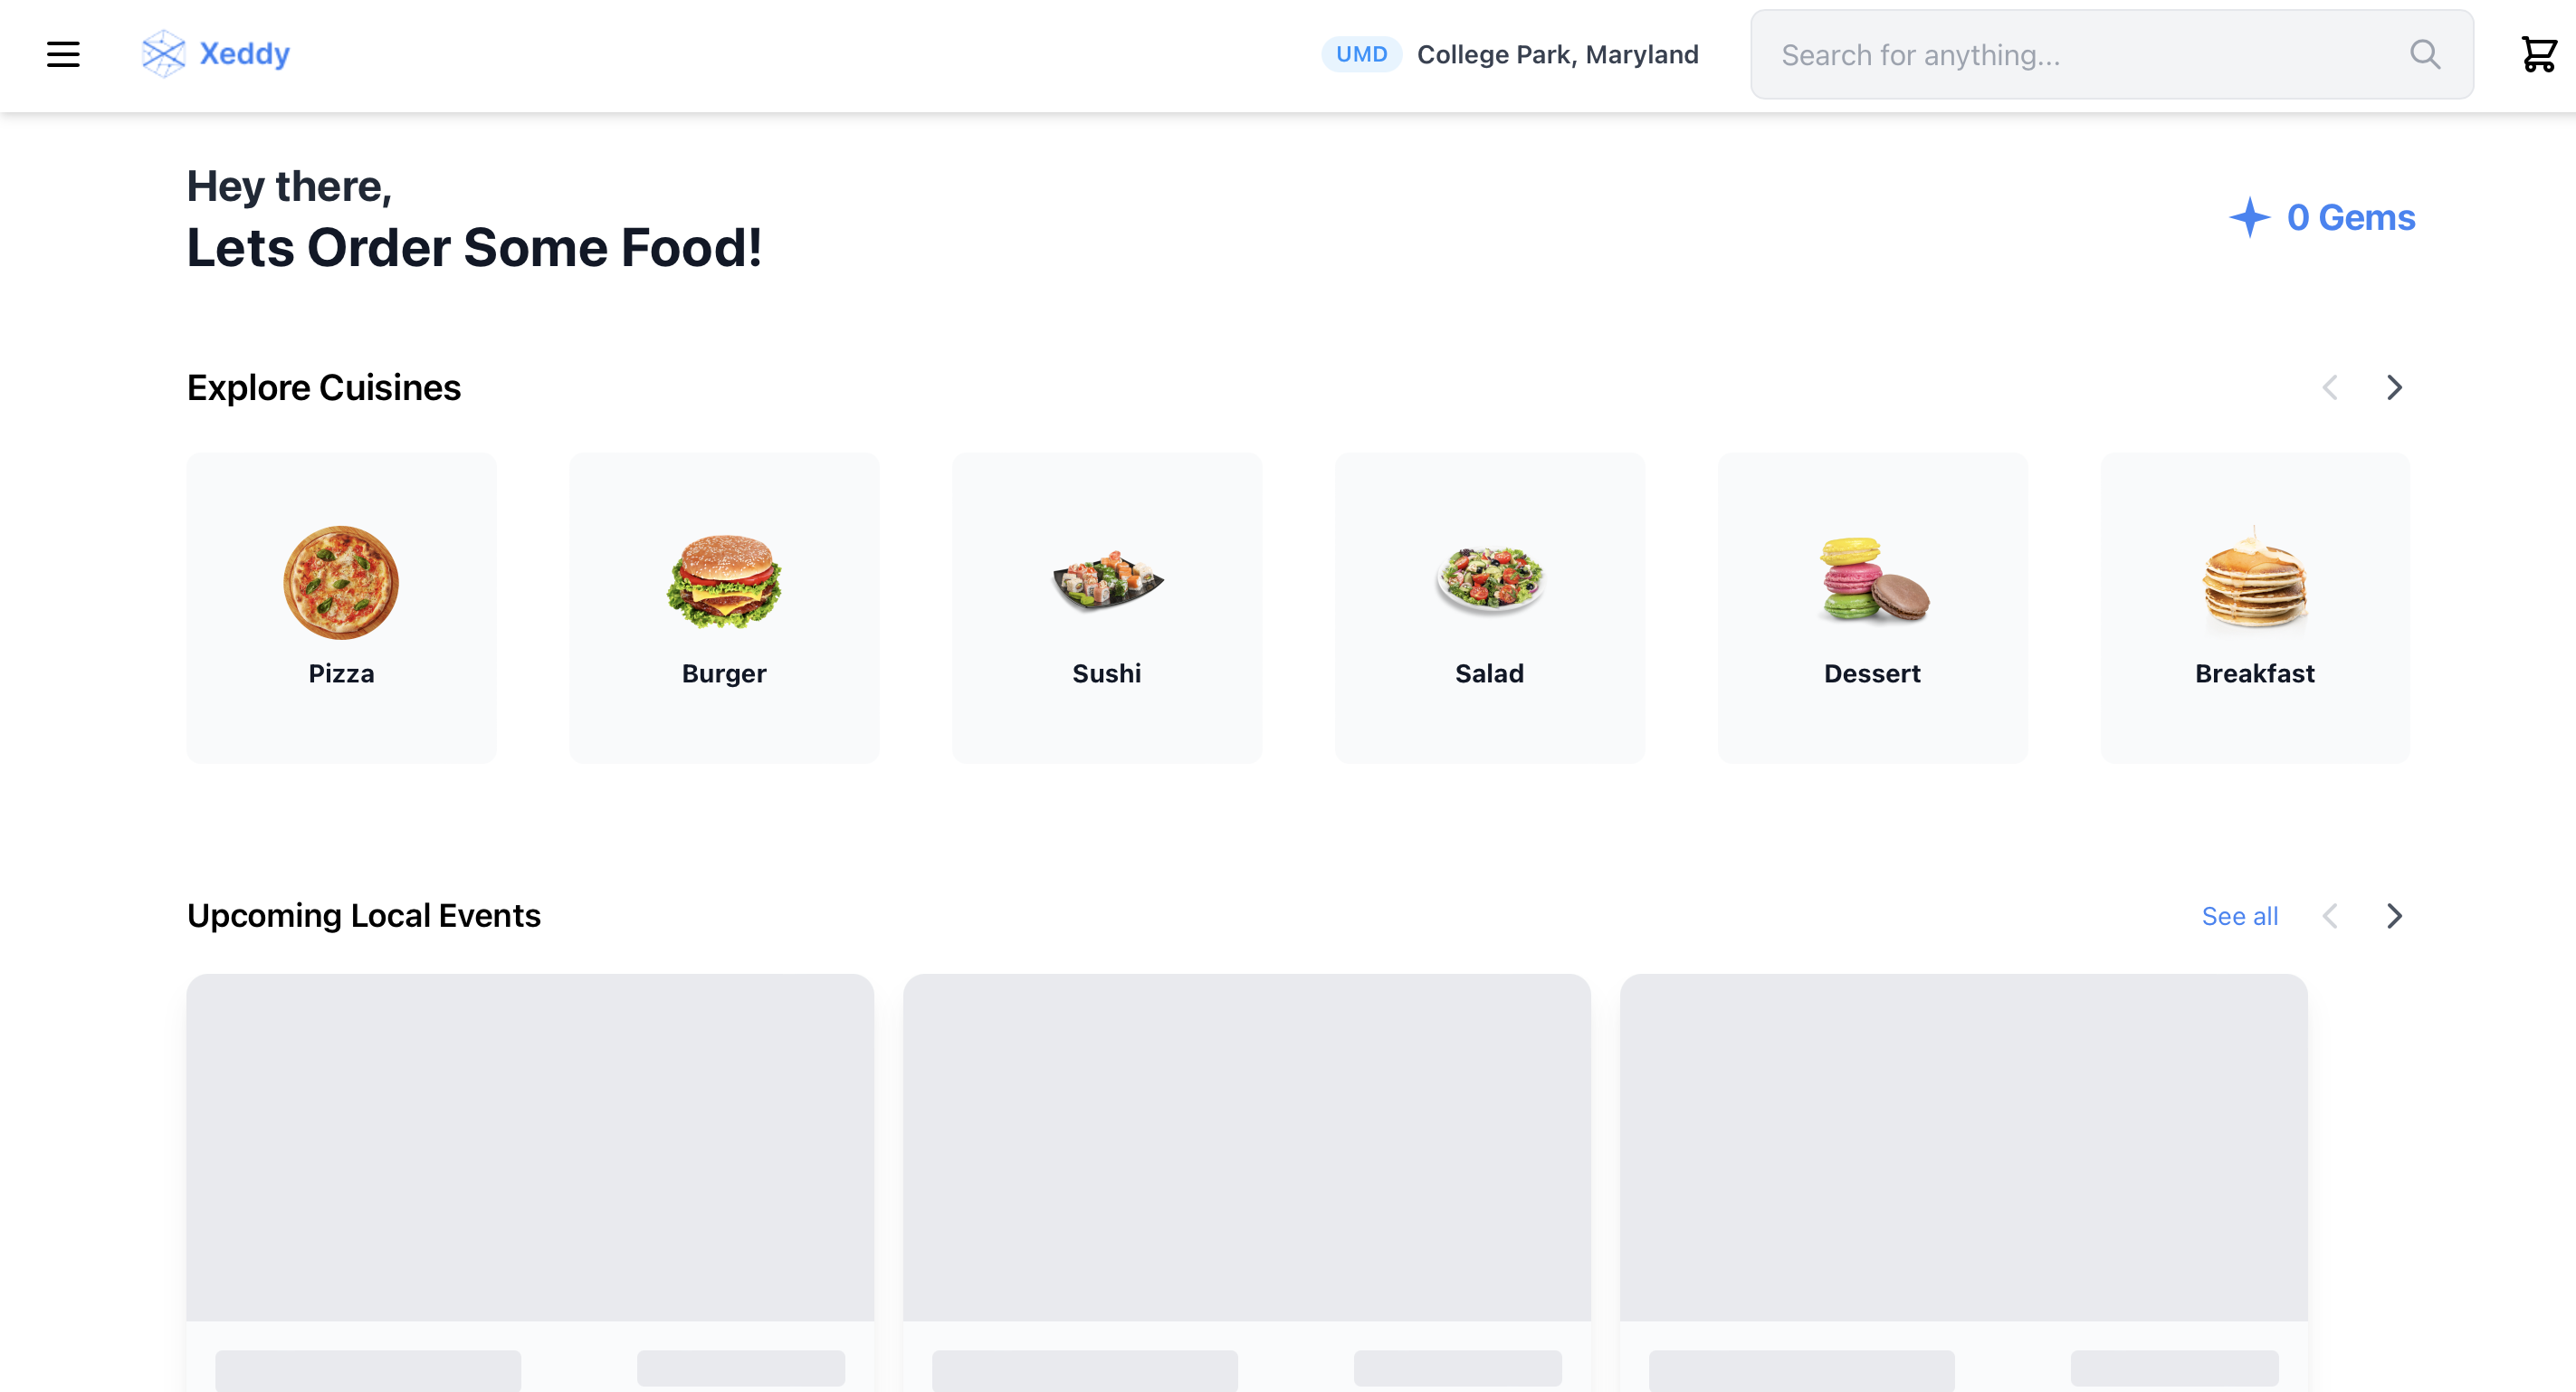 Xeddy
UMD College Park, Maryland
Search for anything...
Hey there,
Lets Order Some Food!
0 Gems
Explore Cuisines
Pizza
Burger
Sushi
Salad
Dessert
Breakfast
Upcoming Local Events
See all